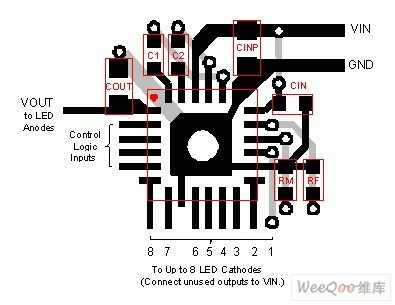 VIN
C1
C2
CINP
GND
COUT
CIN
VOUT
to LED
Anodes
Control
Logic
Inputs
RM
RF
8 7 6 5 4 3 2 1
To Up to 8 LED Cathodes
(Connect unused outputs to VIN.)
WeeQoo维库